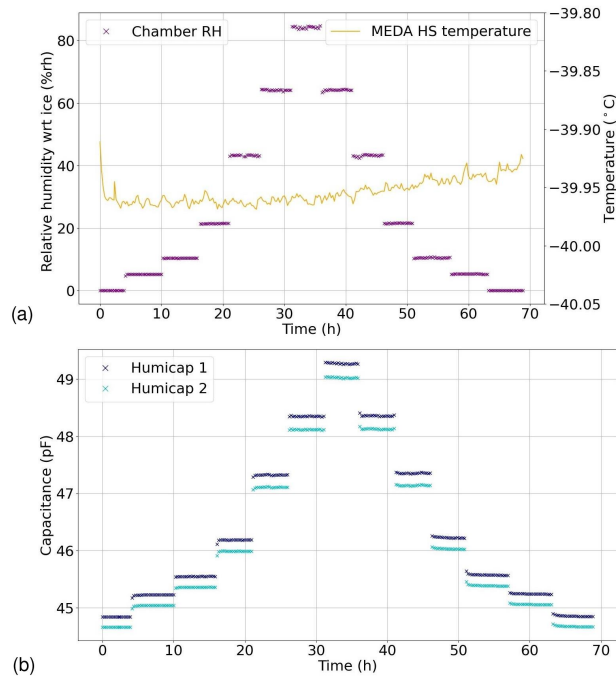 Chamber RH
MEDA HS temperature
Relative humidity wrt ice (%rh)
80
60
40
20
0
−39.80
−39.85
−39.90
−39.95
−40.00
−40.05
Temperature (°C)
0 10 20 30 40 50 60 70
Time (h)
(a)
Humicap 1
Humicap 2
Capacitance (pF)
49
48
47
46
45
0 10 20 30 40 50 60 70
Time (h)
(b)